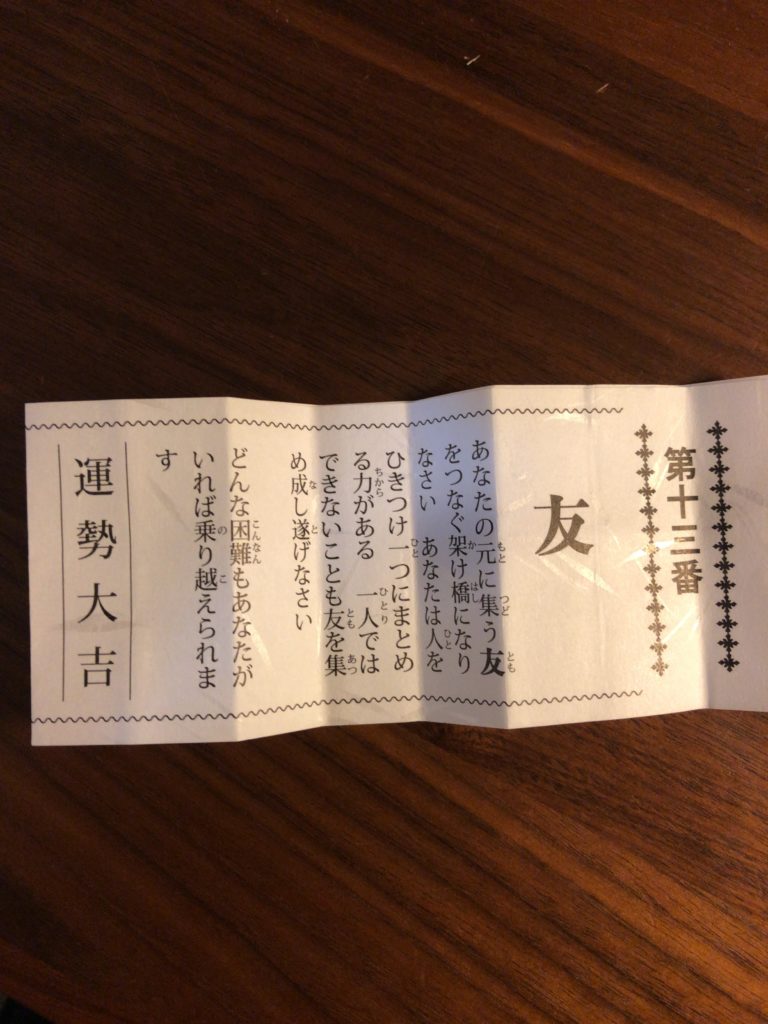 第十三番
友
あなたの元に集う友
をつなぐ架け橋になり
なさい　あなたは人を
ひきつけ一つにまとめ
る力がある　一人では
できないことも友を集
め成し遂げなさい
どんな困難もあなたが
いれば乗り越えられま
す
運勢大吉